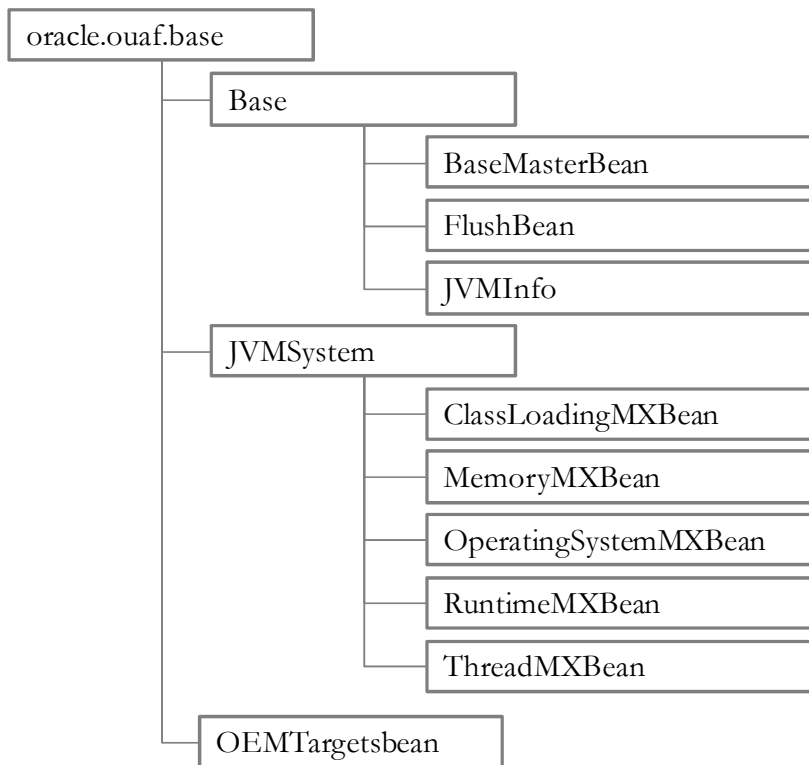 oracle.ouaf.base
Base
BaseMasterBean
FlushBean
JVMInfo
JVMSystem
ClassLoadingMXBean
MemoryMXBean
OperatingSystemMXBean
RuntimeMXBean
ThreadMXBean
OEMTargetsbean